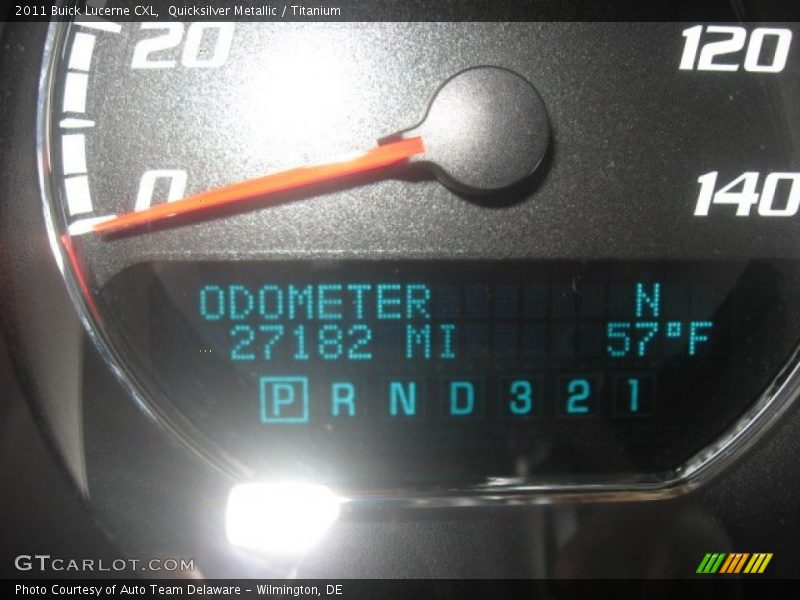 2011 Buick Lucerne CXL,  Quicksilver Metallic / Titanium
20
120
0
140
ODOMETER N
27182 MI 57°F
P R N D 3 2 1
GTCARLOT.COM
Photo Courtesy of Auto Team Delaware - Wilmington, DE